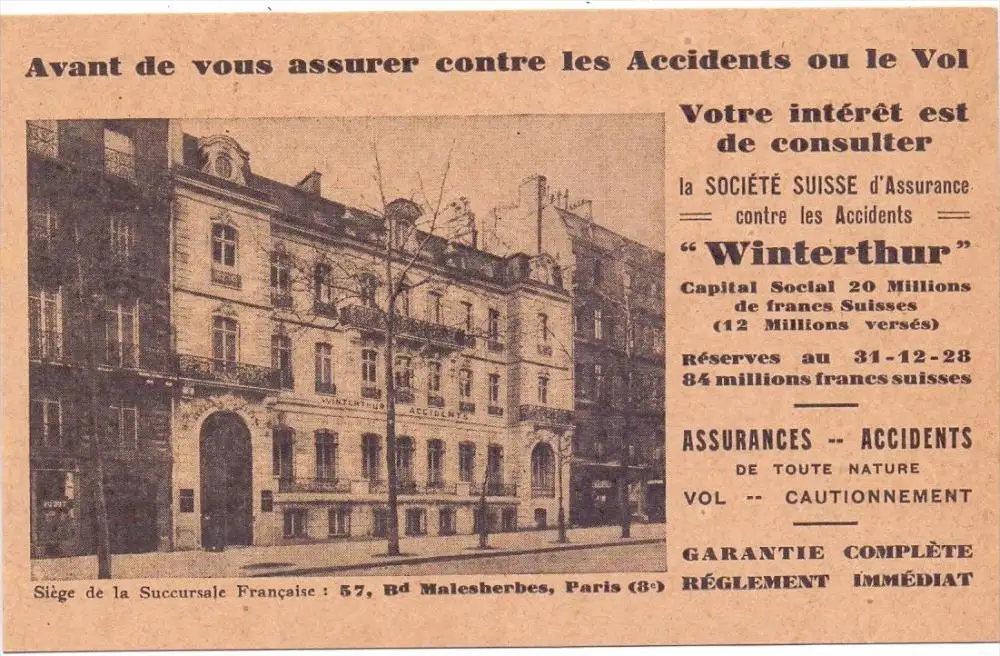 Avant de vous assurer contre les Accidents ou le Vol
Votre intérêt est
de consulter
la SOCIÉTÉ SUISSE d'Assurance
contre les Accidents
“Winterthur”
Capital Social 20 Millions
de francs Suisses
(12 Millions versés)
Réserves au 31-12-28
84 millions francs suisses
ASSURANCES -- ACCIDENTS
DE TOUTE NATURE
VOL -- CAUTIONNEMENT
GARANTIE COMPLÈTE
RÉGLEMENT IMMÉDIAT
WINTERTHUR ACCIDENTS
Siège de la Succursale Française : 57, Bd Malesherbes, Paris (8e)